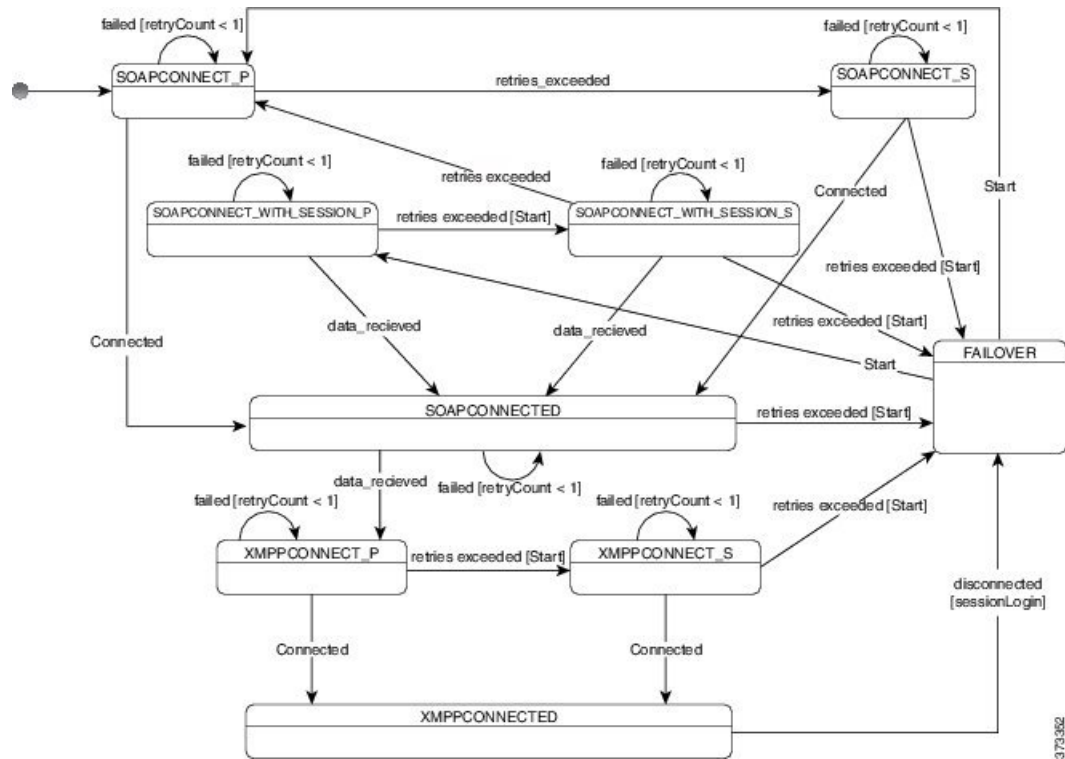 failed [retryCount < 1]
failed [retryCount < 1]
SOAPCONNECT_P
retries_exceeded
SOAPCONNECT_S
failed [retryCount < 1]
failed [retryCount < 1]
retries exceeded
Connected
Start
SOAPCONNECT_WITH_SESSION_P
retries exceeded [Start]
SOAPCONNECT_WITH_SESSION_S
retries exceeded [Start]
data_recieved
data_recieved
retries exceeded [Start]
Connected
Start
FAILOVER
SOAPCONNECTED
retries exceeded [Start]
data_recieved
failed [retryCount < 1]
failed [retryCount < 1]
failed [retryCount < 1]
retries exceeded [Start]
XMPPCONNECT_P
retries exceeded [Start]
XMPPCONNECT_S
disconnected
[sessionLogin]
Connected
Connected
XMPPCONNECTED
373352